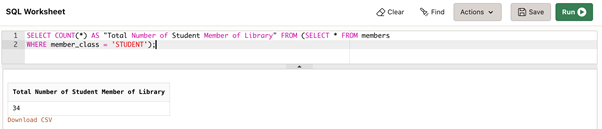 SQL Worksheet
Clear
Find
Actions
Save
Run
1 SELECT COUNT(*) AS "Total Number of Student Member of Library" FROM (SELECT * FROM members
2 WHERE member_class = 'STUDENT');
Total Number of Student Member of Library
34
Download CSV